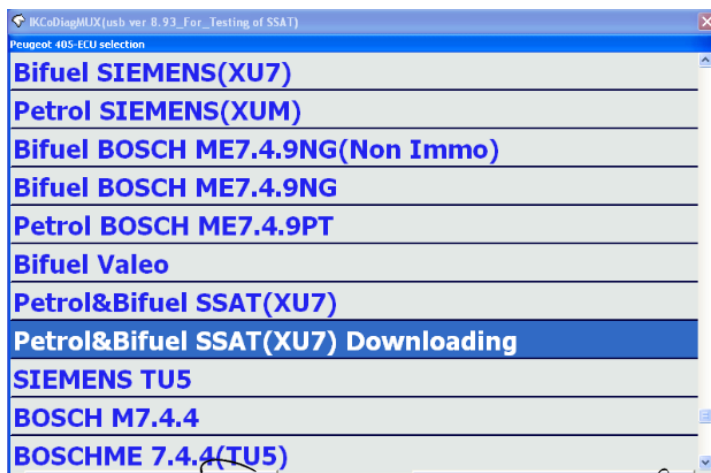 IKCoDiagMUX(usb ver 8.93_For_Testing of SSAT)
Peugeot 405-ECU selection
Bifuel SIEMENS(XU7)
Petrol SIEMENS(XUM)
Bifuel BOSCH ME7.4.9NG(Non Immo)
Bifuel BOSCH ME7.4.9NG
Petrol BOSCH ME7.4.9PT
Bifuel Valeo
Petrol&Bifuel SSAT(XU7)
Petrol&Bifuel SSAT(XU7) Downloading
SIEMENS TU5
BOSCH M7.4.4
BOSCHME 7.4.4(TU5)